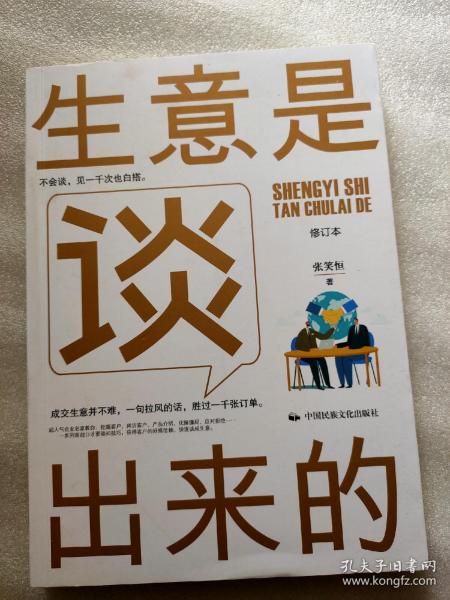 生意是
不会谈，见一千次也白搭。
SHENGYI SHI
TAN CHULAI DE
修订本
谈
张笑恒
著
成交生意并不难，一句拉风的话，胜过一千张订单。
中国民族文化出版社
出来的
孔夫子旧书网
www.kongfz.com